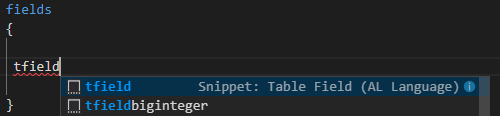 fields
{
tfield
tfield Snippet: Table Field (AL Language)
} tfieldbiginteger